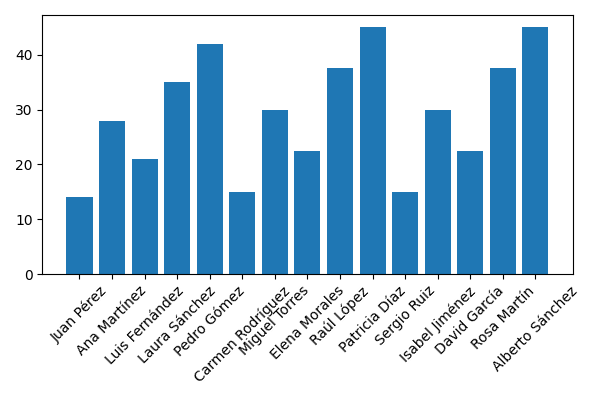 40
30
20
10
0
Juan Pérez
Ana Martínez
Luis Fernández
Laura Sánchez
Pedro Gómez
Carmen Rodríguez
Miguel Torres
Elena Morales
Raúl López
Patricia Díaz
Sergio Ruiz
Isabel Jiménez
David García
Rosa Martín
Alberto Sánchez